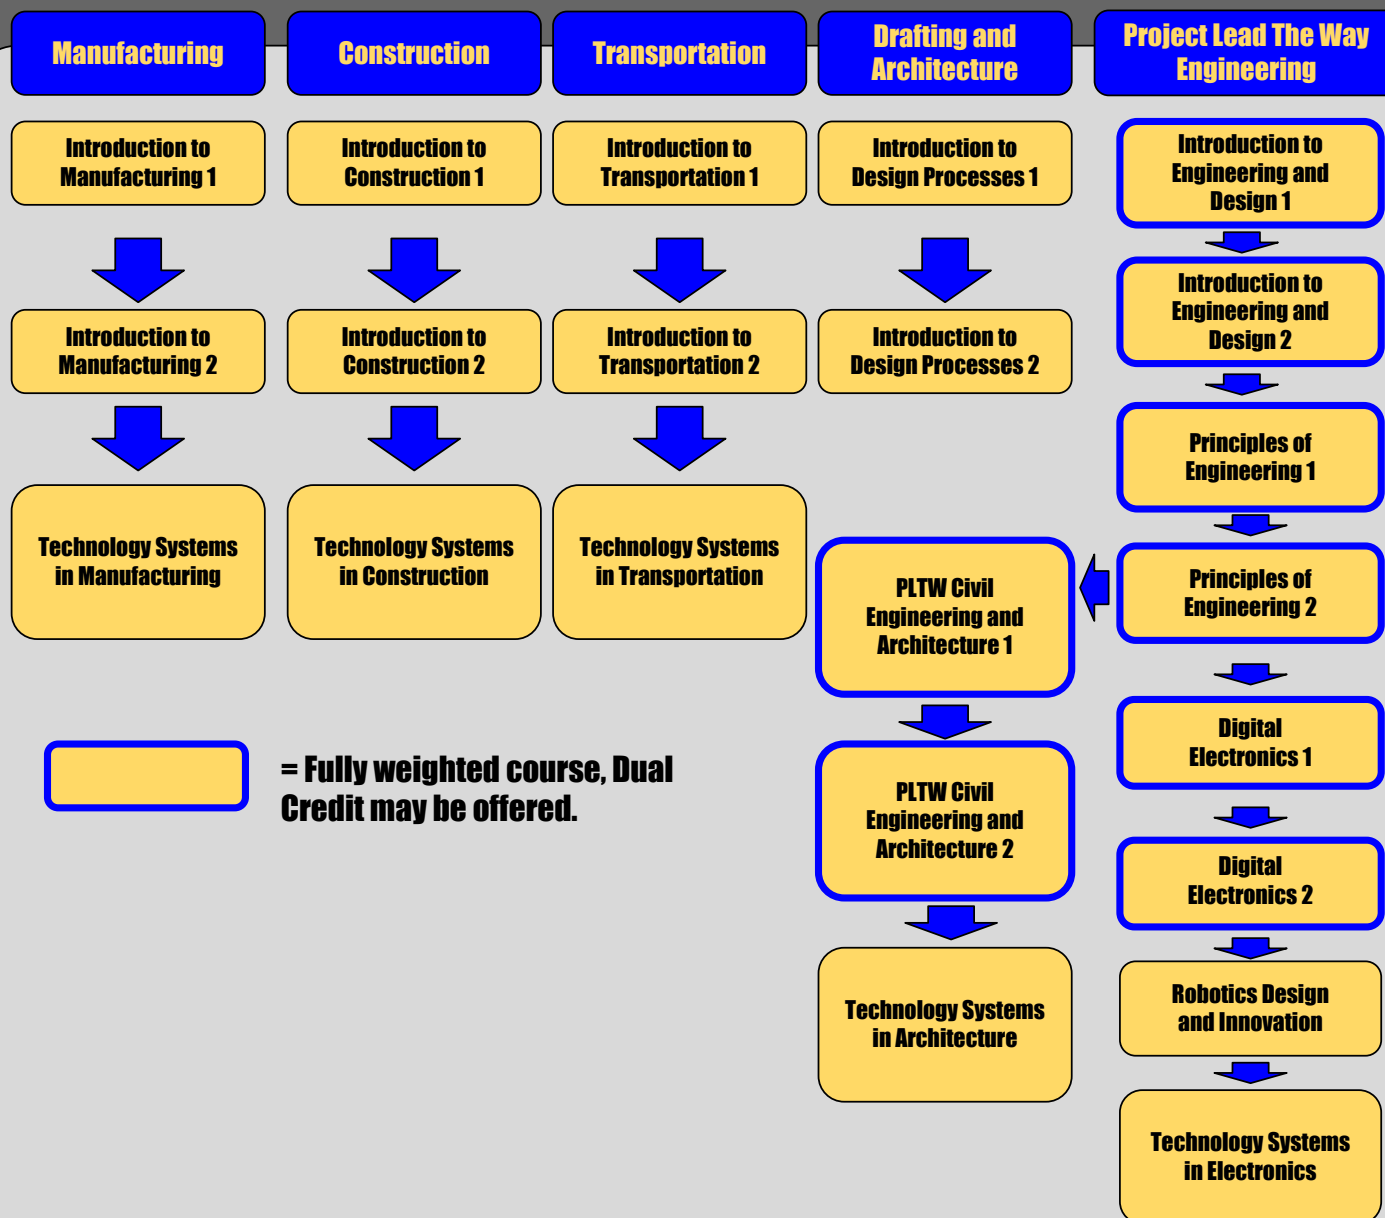 Manufacturing
Construction
Transportation
Drafting and
Architecture
Project Lead The Way
Engineering
Introduction to
Manufacturing 1
Introduction to
Construction 1
Introduction to
Transportation 1
Introduction to
Design Processes 1
Introduction to
Engineering and
Design 1
Introduction to
Manufacturing 2
Introduction to
Construction 2
Introduction to
Transportation 2
Introduction to
Design Processes 2
Introduction to
Engineering and
Design 2
Principles of
Engineering 1
Technology Systems
in Manufacturing
Technology Systems
in Construction
Technology Systems
in Transportation
PLTW Civil
Engineering and
Architecture 1
Principles of
Engineering 2
= Fully weighted course, Dual
Credit may be offered.
PLTW Civil
Engineering and
Architecture 2
Digital
Electronics 1
Digital
Electronics 2
Technology Systems
in Architecture
Robotics Design
and Innovation
Technology Systems
in Electronics